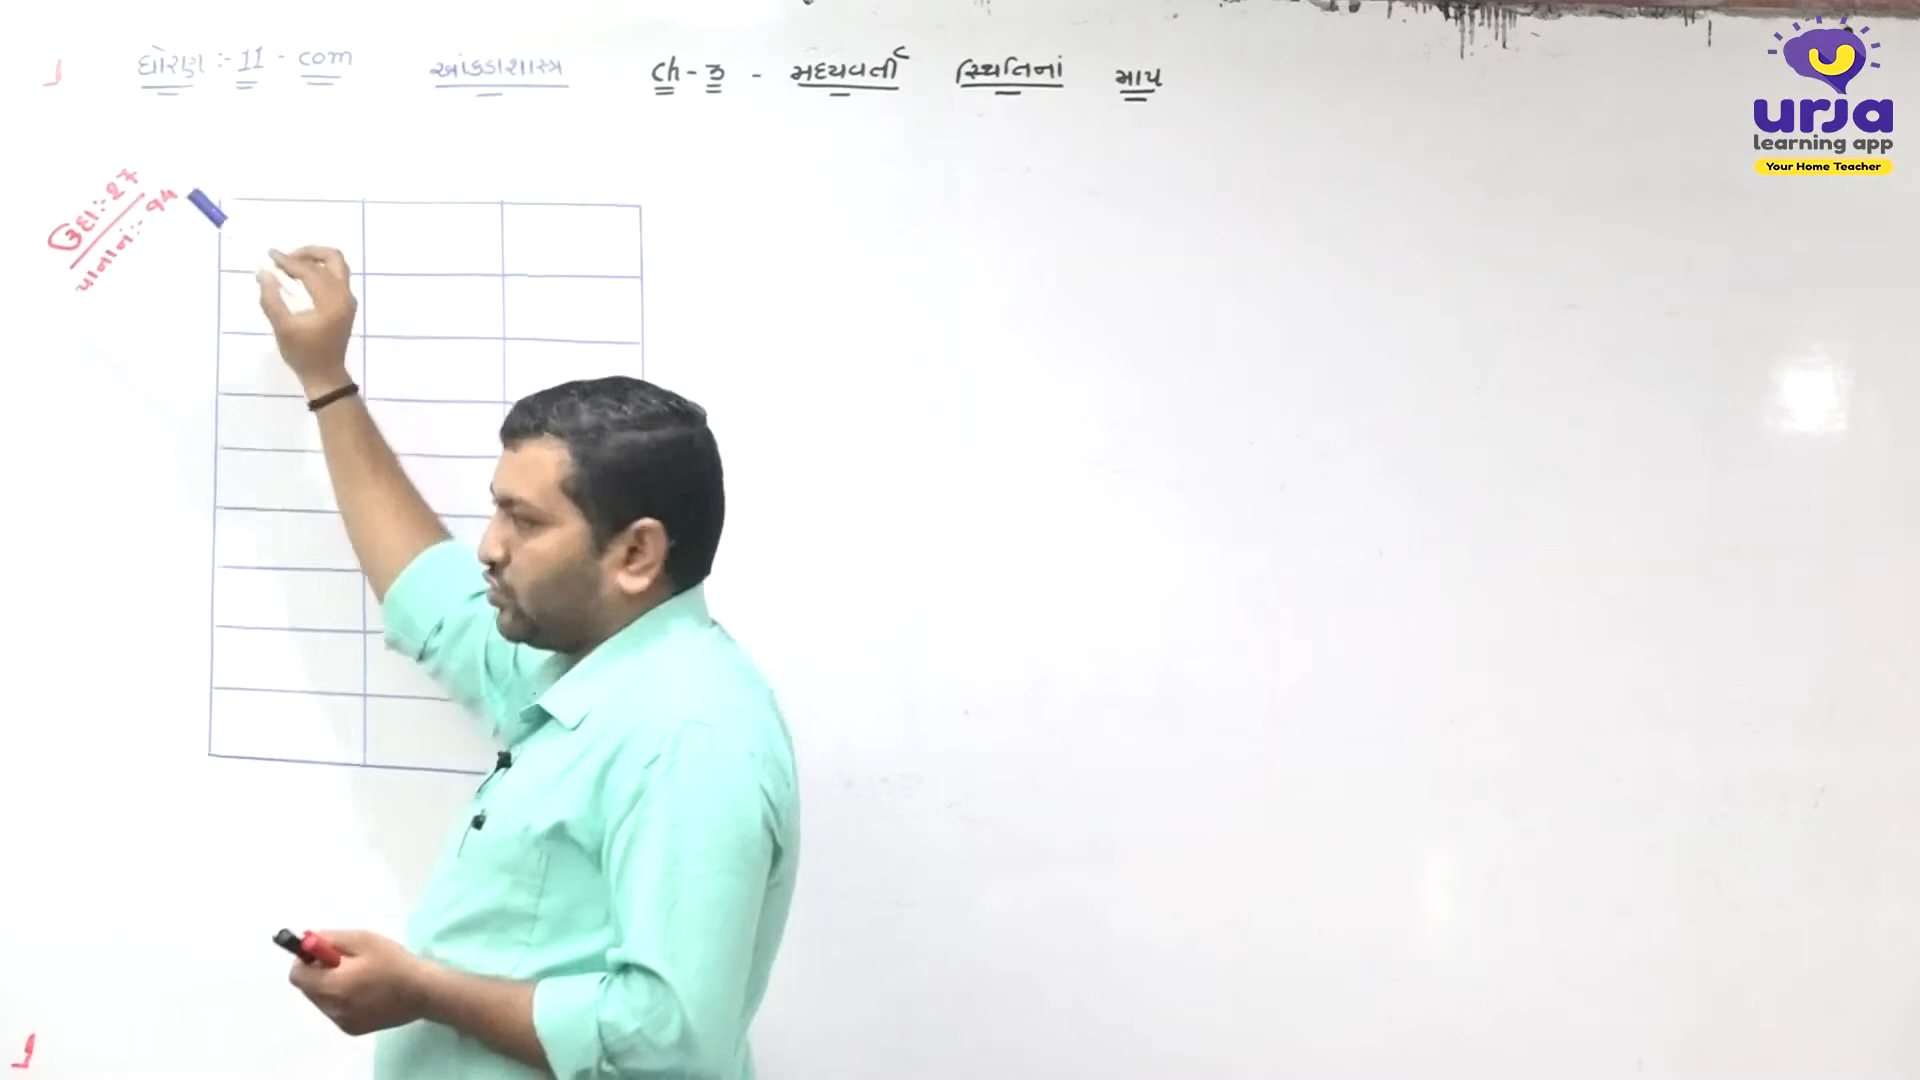 ધોરણ :- 11 - com આંકડાશાસ્ત્ર Ch - 3 - મધ્યવર્તી સ્થિતિનાં માપ
ઉદા :- 27
પાનાનં :- 94
urja
learning app
Your Home Teacher